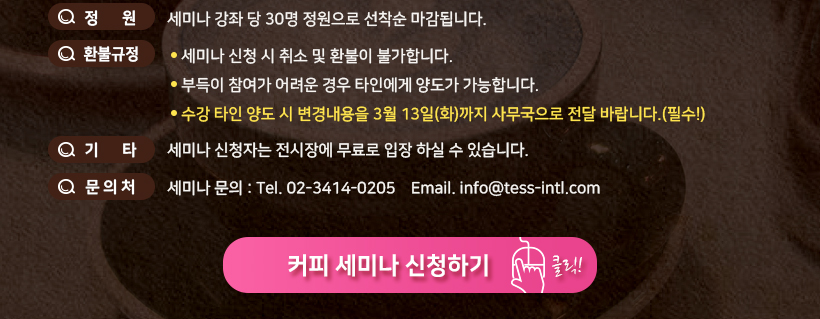 정 원 세미나 강좌 당 30명 정원으로 선착순 마감됩니다.
환불규정 • 세미나 신청 시 취소 및 환불이 불가합니다.
• 부득이 참여가 어려운 경우 타인에게 양도가 가능합니다.
• 수강 타인 양도 시 변경내용을 3월 13일(화)까지 사무국으로 전달 바랍니다.(필수!)
기 타 세미나 신청자는 전시장에 무료로 입장 하실 수 있습니다.
문의처 세미나 문의 : Tel. 02-3414-0205 Email. info@tess-intl.com
커피 세미나 신청하기 클릭!